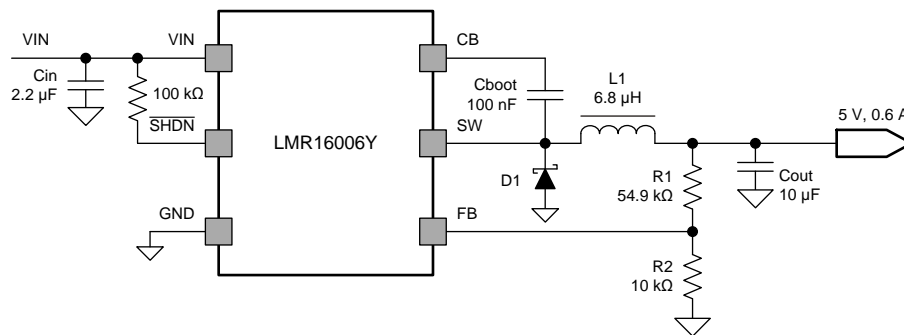 VIN
Cin
2.2 µF
100 kΩ
VIN
SHDN
GND
LMR16006Y
CB
SW
FB
Cboot
100 nF
L1
6.8 µH
D1
R1
54.9 kΩ
R2
10 kΩ
Cout
10 µF
5 V, 0.6 A